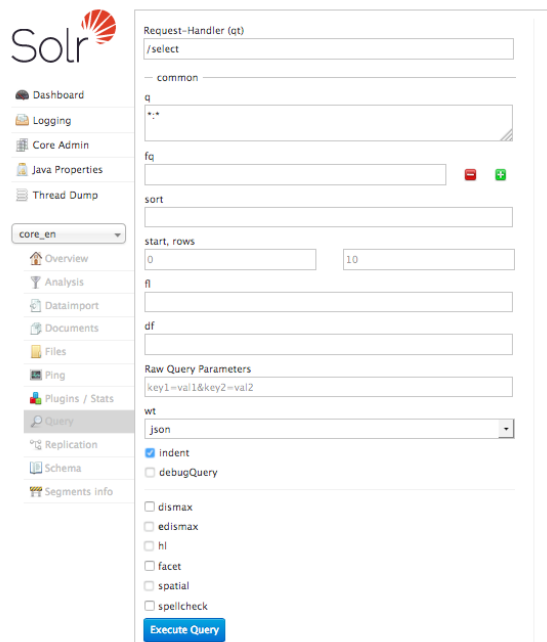 Solr
Dashboard
Logging
Core Admin
Java Properties
Thread Dump
core_en
Overview
Analysis
Dataimport
Documents
Files
Ping
Plugins / Stats
Query
Replication
Schema
Segments info
Request-Handler (qt)
/select
common
q
*:*
fq
sort
start, rows
0 10
fl
df
Raw Query Parameters
key1=val1&key2=val2
wt
json
indent
debugQuery
dismax
edismax
hl
facet
spatial
spellcheck
Execute Query